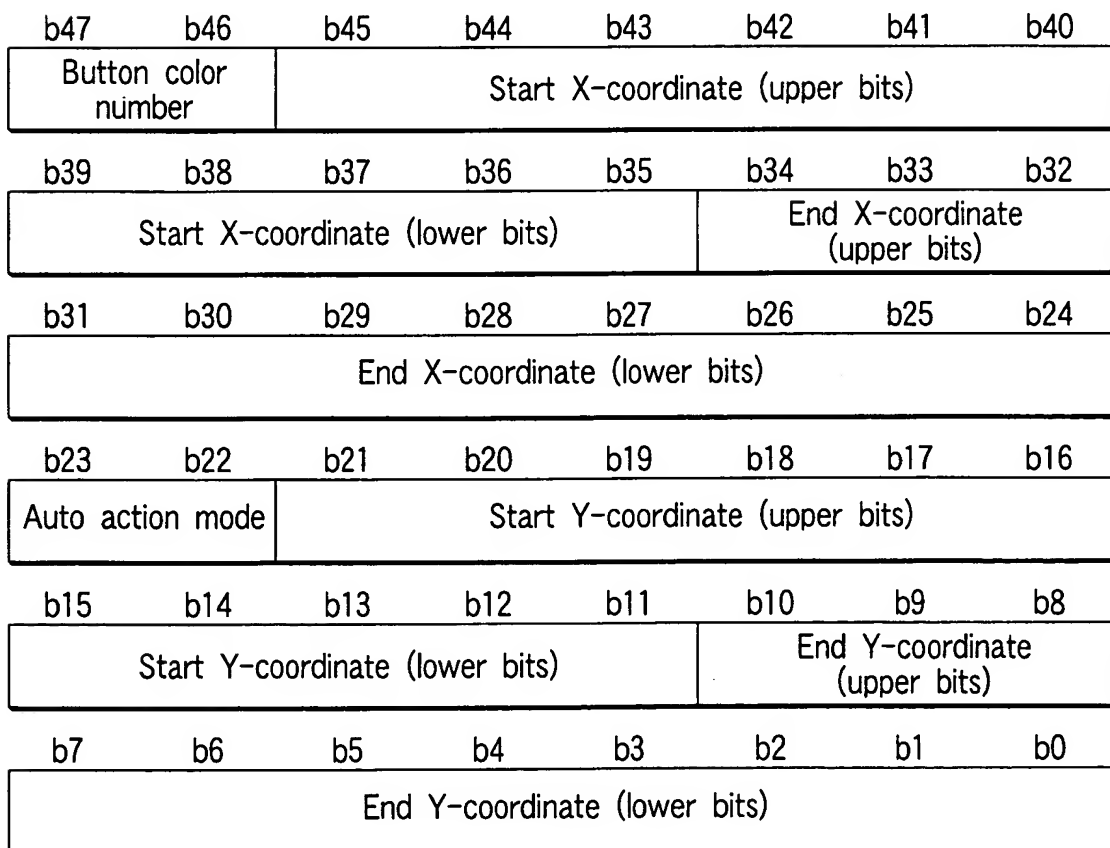 b47 b46 b45 b44 b43 b42 b41 b40
Button color
number
Start X-coordinate (upper bits)
b39 b38 b37 b36 b35 b34 b33 b32
Start X-coordinate (lower bits)
End X-coordinate
(upper bits)
b31 b30 b29 b28 b27 b26 b25 b24
End X-coordinate (lower bits)
b23 b22 b21 b20 b19 b18 b17 b16
Auto action mode
Start Y-coordinate (upper bits)
b15 b14 b13 b12 b11 b10 b9 b8
Start Y-coordinate (lower bits)
End Y-coordinate
(upper bits)
b7 b6 b5 b4 b3 b2 b1 b0
End Y-coordinate (lower bits)